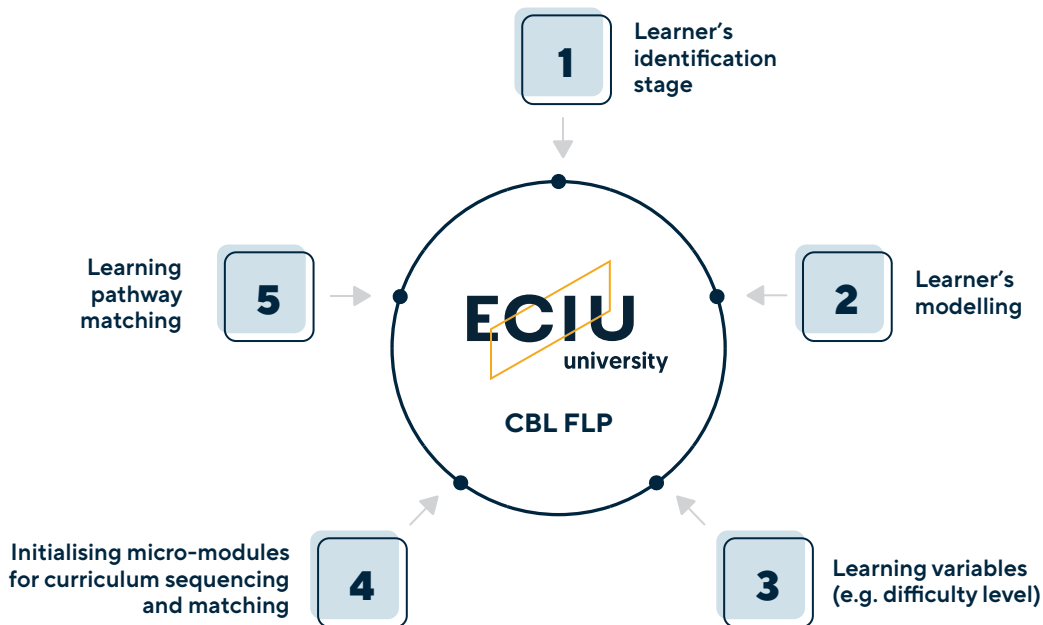 1
Learner's
identification
stage
2
Learner's
modelling
3
Learning variables
(e.g. difficulty level)
4
Initialising micro-modules
for curriculum sequencing
and matching
5
Learning
pathway
matching
ECIU
university
CBL FLP